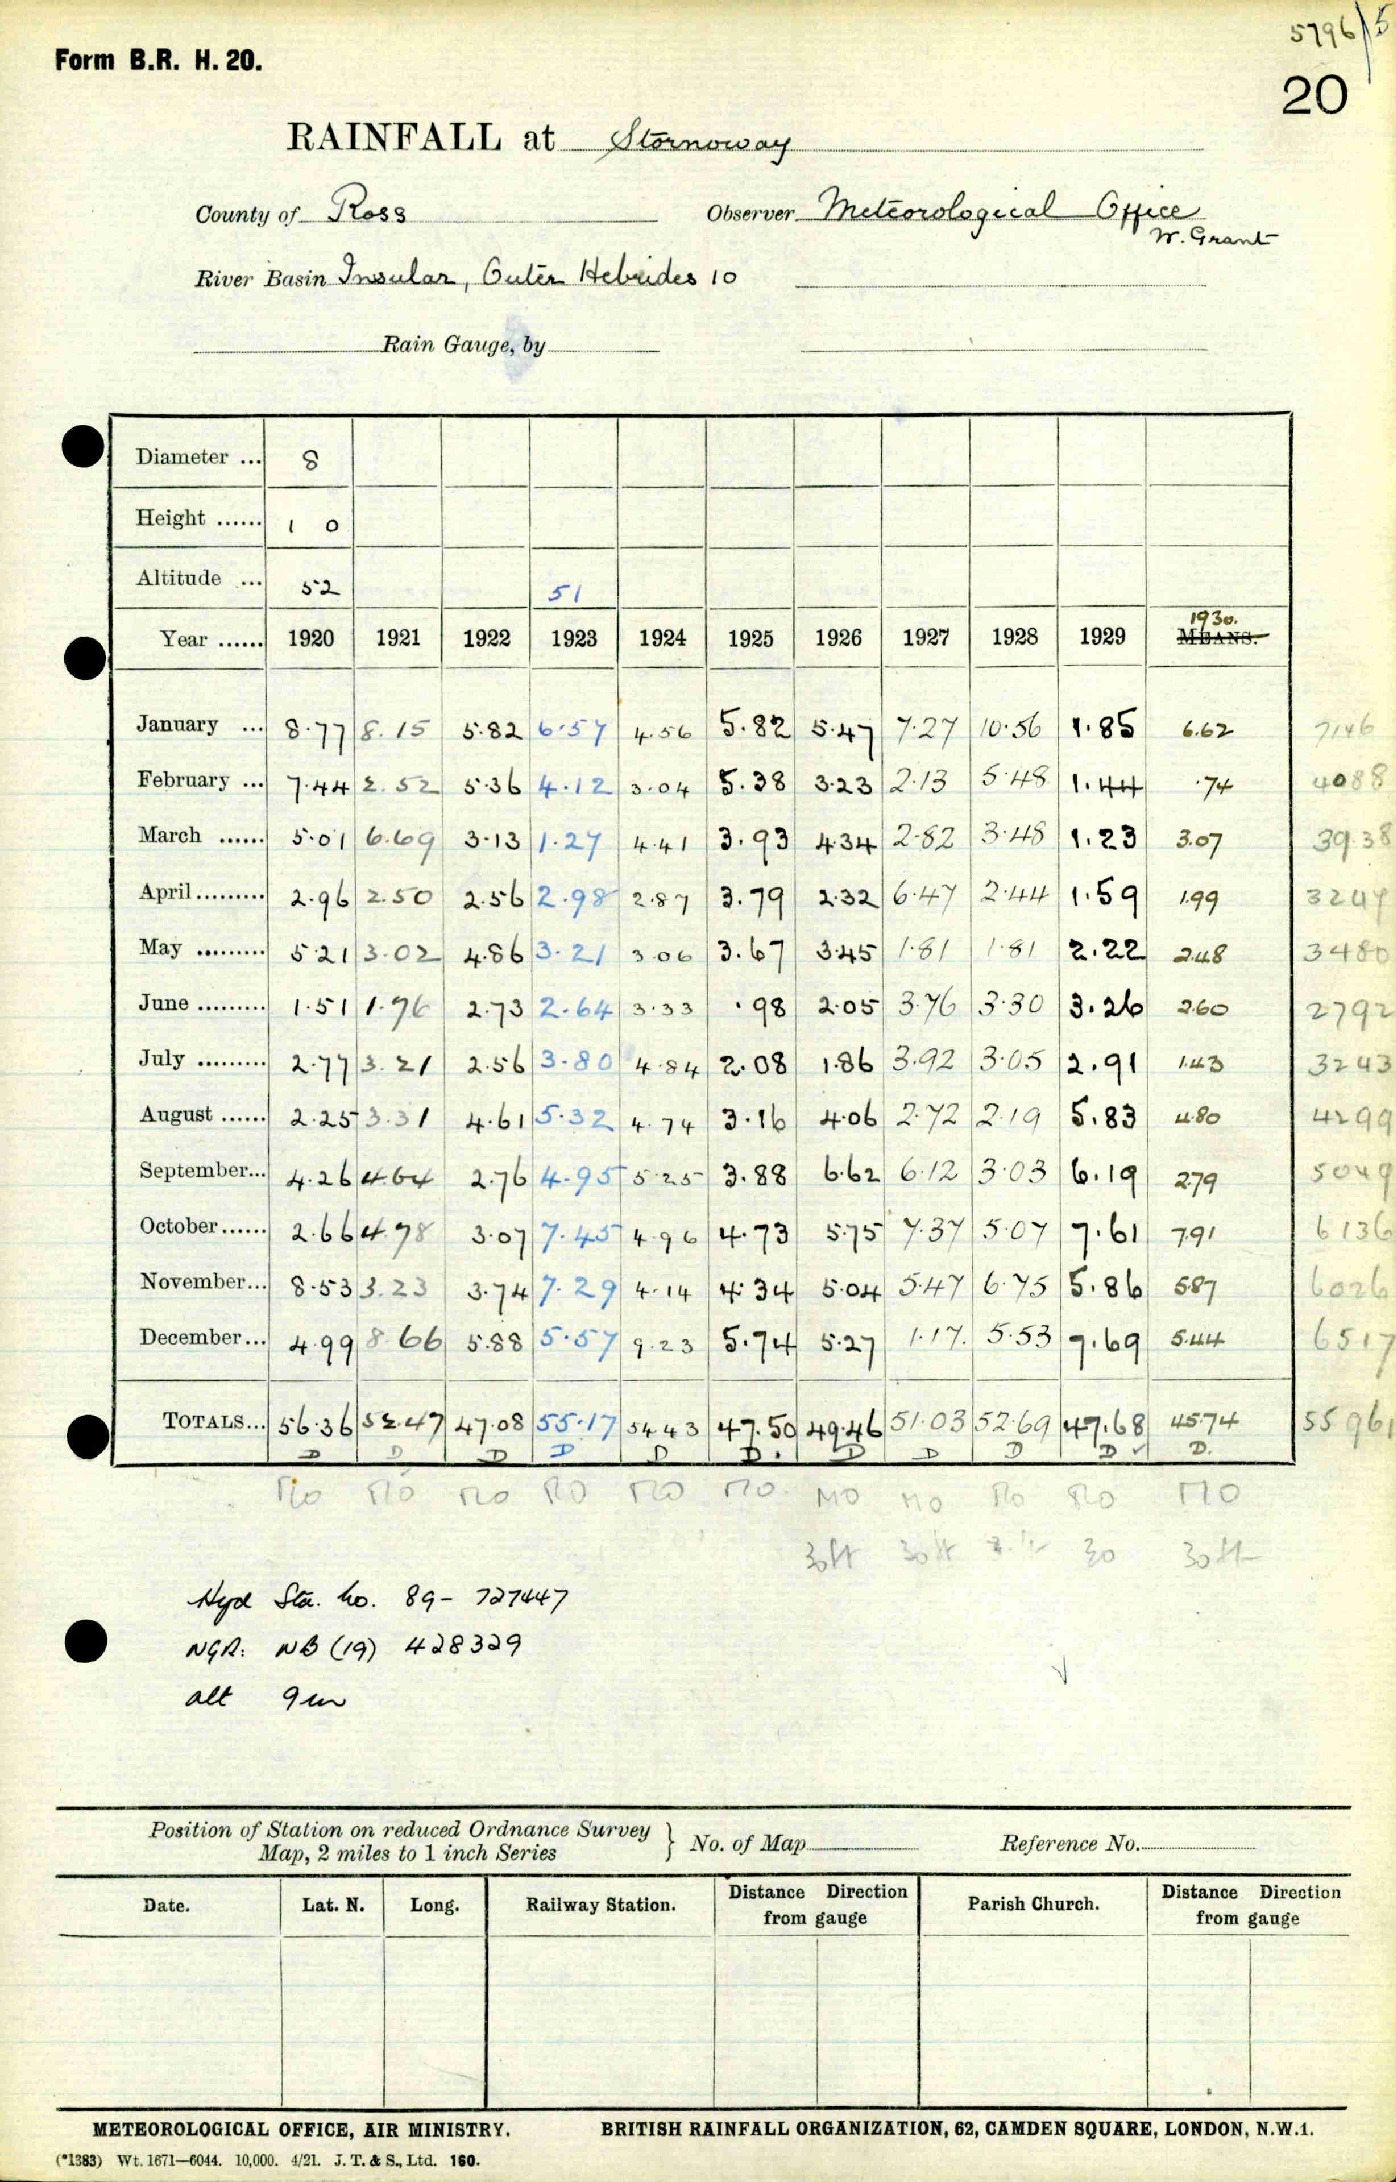 5796/5
Form B.R. H. 20.
20
RAINFALL at Stornoway
County of Ross Observer Meteorological Office
W. Grant
River Basin Insular, Outer Hebrides 10
Rain Gauge, by
Diameter ... 8
Height ...... 1 0
Altitude ... 52 51
1930.
Year ...... 1920 1921 1922 1923 1924 1925 1926 1927 1928 1929 MEANS.
January ... 8.77 8.15 5.82 6.57 4.56 5.82 5.47 7.27 10.56 1.85 6.62 7146
February ... 7.44 2.52 5.36 4.12 3.04 5.38 3.23 2.13 5.48 1.44 .74 4088
March ...... 5.01 6.69 3.13 1.27 4.41 3.93 4.34 2.82 3.48 1.23 3.07 39.38
April......... 2.96 2.50 2.56 2.98 2.87 3.79 2.32 6.47 2.44 1.59 1.99 3247
May ......... 5.21 3.02 4.86 3.21 3.06 3.67 3.45 1.81 1.81 2.22 2.48 3480
June ......... 1.51 1.96 2.73 2.64 3.33 .98 2.05 3.76 3.30 3.26 2.60 2792
July ......... 2.77 3.21 2.56 3.80 4.84 2.08 1.86 3.92 3.05 2.91 1.43 3243
August ...... 2.25 3.31 4.61 5.32 4.74 3.16 4.06 2.72 2.19 5.83 4.80 4299
September... 4.26 4.64 2.76 4.95 5.25 3.88 6.62 6.12 3.03 6.19 2.79 5049
October...... 2.66 4.78 3.07 7.45 4.96 4.73 5.75 7.37 5.07 7.61 7.91 6136
November... 8.53 3.23 3.74 7.29 4.14 4.34 5.04 5.47 6.75 5.86 5.87 6026
December... 4.99 8.66 5.88 5.57 9.23 5.74 5.27 1.17. 5.53 7.69 5.44 6517
TOTALS... 56.36 52.47 47.08 55.17 54.43 47.50 49.46 51.03 52.69 47.68 45.74 55961
D D D D D D. D D D D ✓ D.
MO MO MO MO MO MO. MO MO MO MO MO
30ft 30ft 30 30ft
Hyd Sta. No. 89- 727447
NGR: NB (19) 428329
alt 9m
Position of Station on reduced Ordnance Survey
Map, 2 miles to 1 inch Series } No. of Map Reference No.
Date. Lat. N. Long. Railway Station. Distance Direction from gauge Parish Church. Distance Direction from gauge
METEOROLOGICAL OFFICE, AIR MINISTRY. BRITISH RAINFALL ORGANIZATION, 62, CAMDEN SQUARE, LONDON, N.W.1.
(*1383) Wt. 1671—6044. 10,000. 4/21. J. T. & S., Ltd. 160.